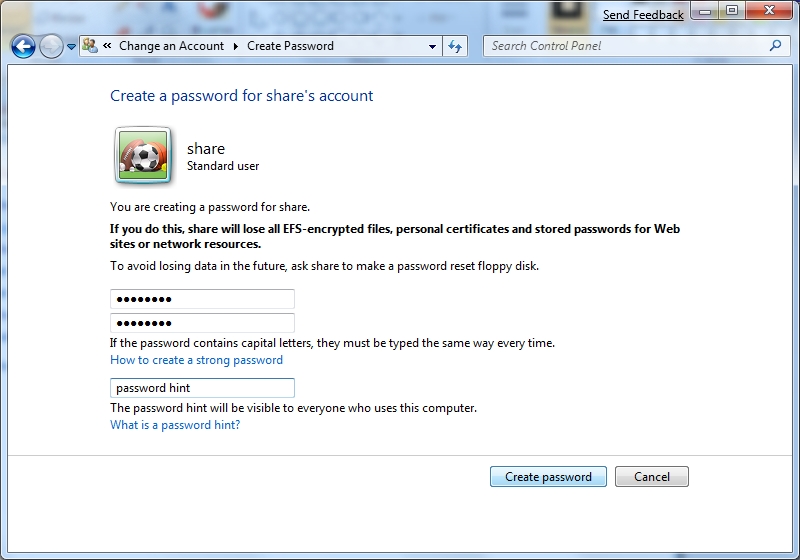 Send Feedback
« Change an Account ▸ Create Password
Search Control Panel
Create a password for share's account
share
Standard user
You are creating a password for share.
If you do this, share will lose all EFS-encrypted files, personal certificates and stored passwords for Web
sites or network resources.
To avoid losing data in the future, ask share to make a password reset floppy disk.
●●●●●●●●
●●●●●●●●
If the password contains capital letters, they must be typed the same way every time.
How to create a strong password
password hint
The password hint will be visible to everyone who uses this computer.
What is a password hint?
Create password
Cancel